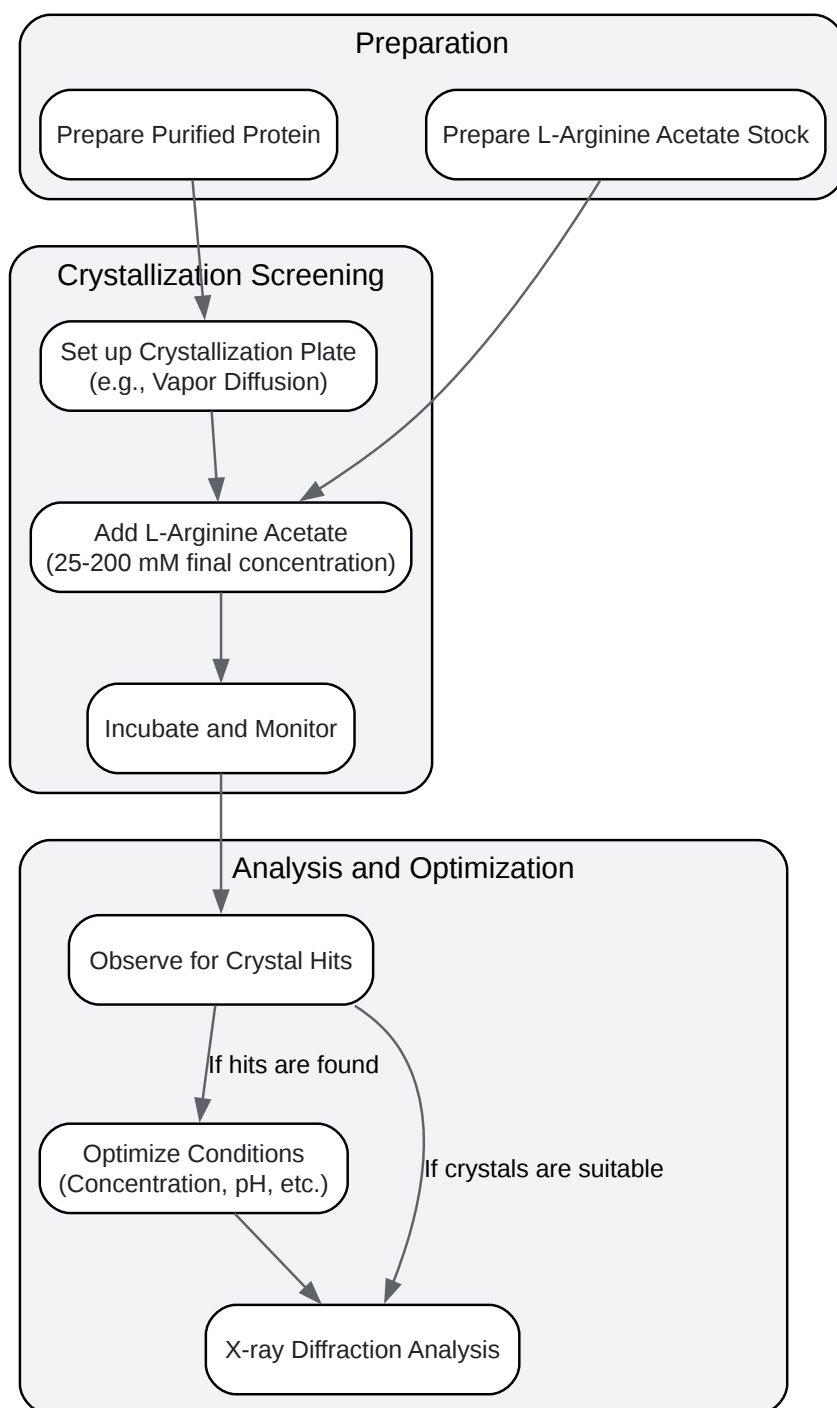 Preparation
Prepare Purified Protein
Prepare L-Arginine Acetate Stock
Crystallization Screening
Set up Crystallization Plate
(e.g., Vapor Diffusion)
Add L-Arginine Acetate
(25-200 mM final concentration)
Incubate and Monitor
Analysis and Optimization
Observe for Crystal Hits
If hits are found
Optimize Conditions
(Concentration, pH, etc.)
If crystals are suitable
X-ray Diffraction Analysis